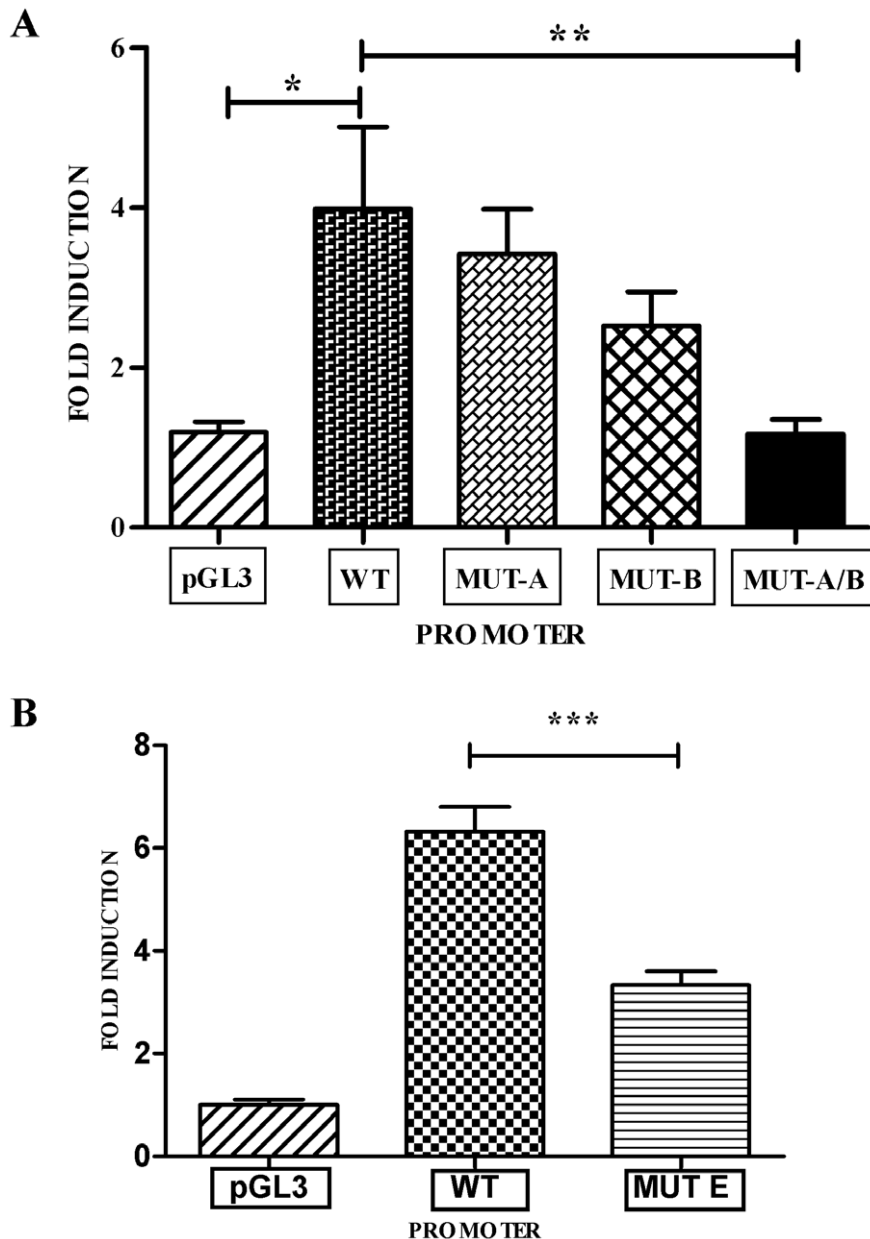 A
6
**
*
4
FOLD INDUCTION
2
0
pGL3 WT MUT-A MUT-B MUT-A/B
PROMOTER
B
8
***
6
FOLD INDUCTION
4
2
0
pGL3 WT MUT E
PROMOTER